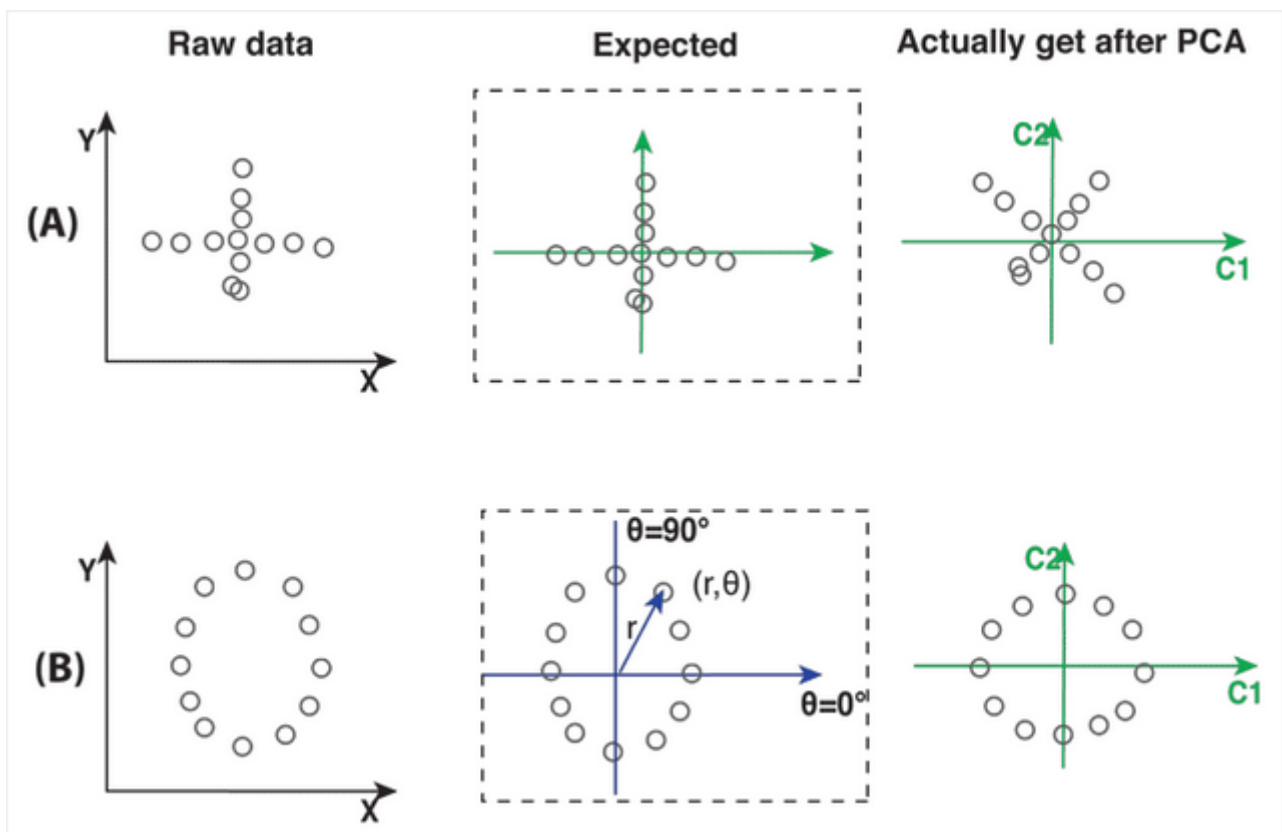 Raw data
Expected
Actually get after PCA
(A)
Y
X
C2
C1
(B)
Y
X
θ=90°
(r,θ)
r
θ=0°
C2
C1